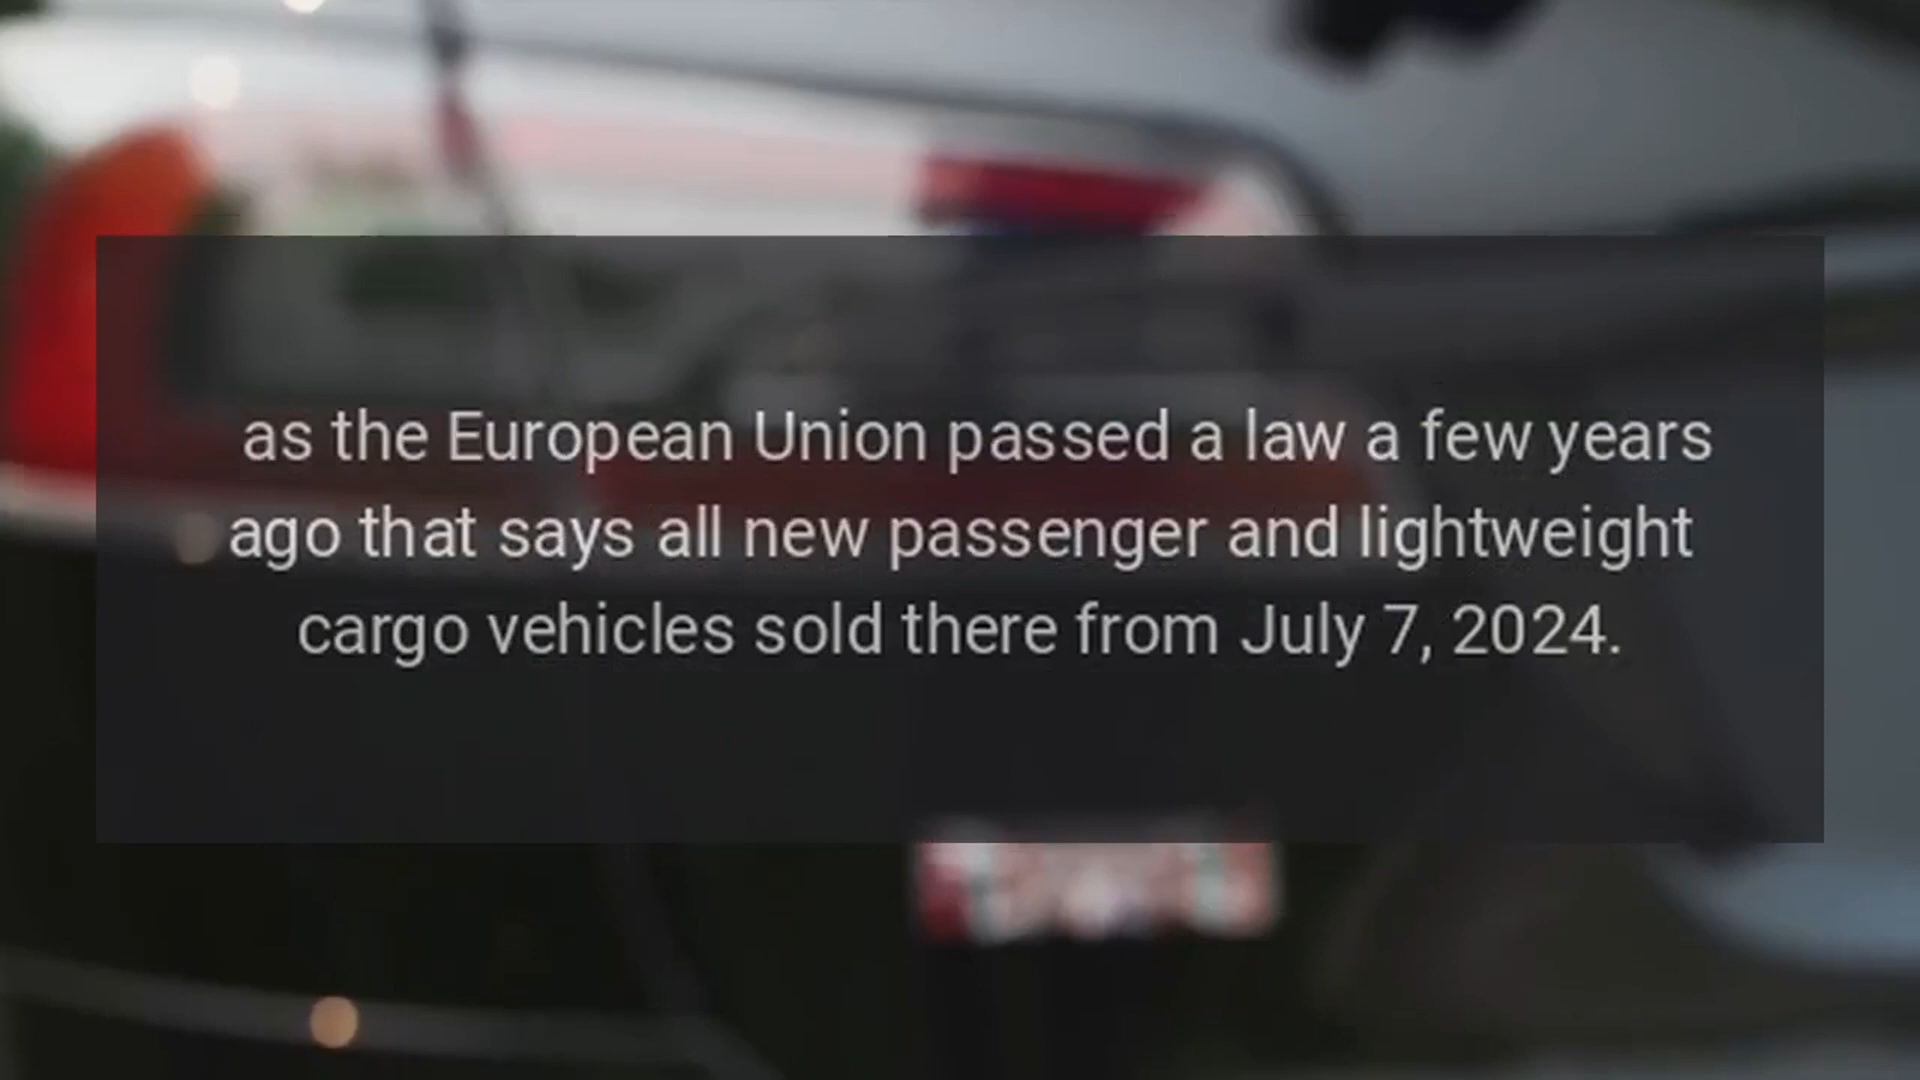 as the European Union passed a law a few years
ago that says all new passenger and lightweight
cargo vehicles sold there from July 7, 2024.